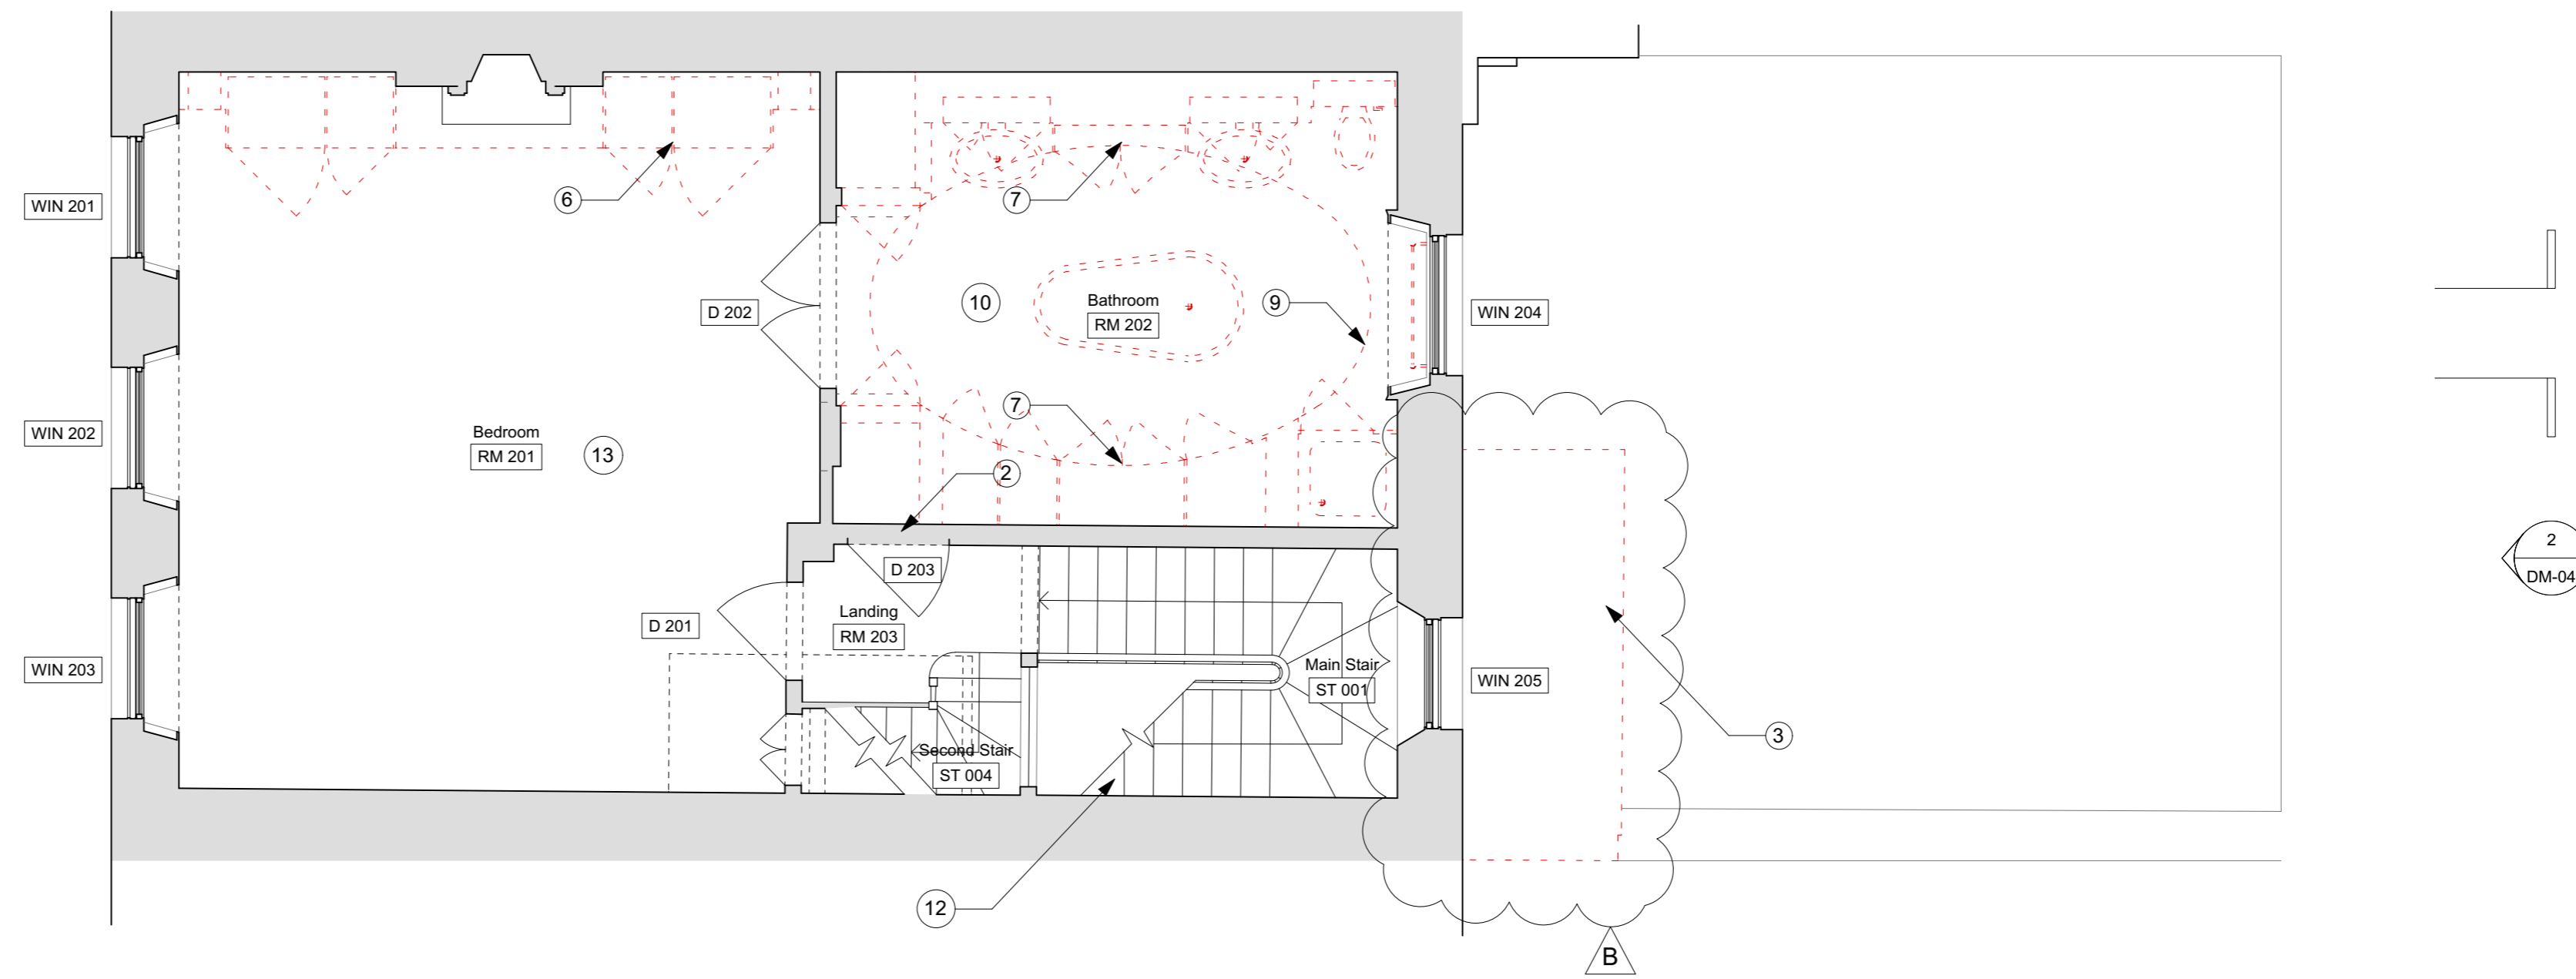 WIN 201
6
7
D 202
10
Bathroom
RM 202
9
WIN 204
WIN 202
Bedroom
RM 201
13
7
2
2
DM-04
D 203
Landing
RM 203
D 201
WIN 203
Main Stair
ST 001
WIN 205
3
Second Stair
ST 004
12
B